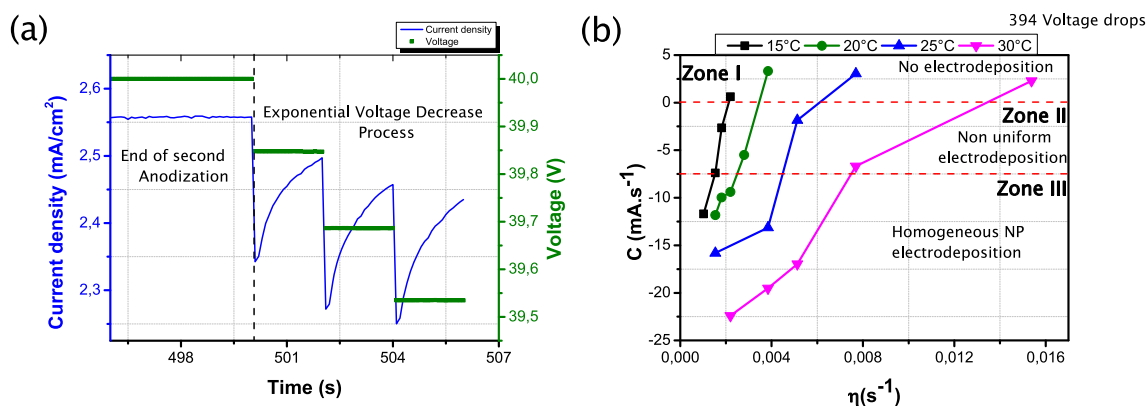 (a)
Current density
Voltage
2,6
2,5
2,4
2,3
Current density (mA/cm²)
End of second
Anodization
Exponential Voltage Decrease
Process
40,0
39,9
39,8
39,7
39,6
39,5
Voltage (V)
498
501
504
507
Time (s)
(b)
394 Voltage drops
15°C
20°C
25°C
30°C
Zone I
No electrodeposition
Zone II
Non uniform
electrodeposition
Zone III
Homogeneous NP
electrodeposition
5
0
-5
-10
-15
-20
-25
C (mA.s⁻¹)
0,000
0,004
0,008
0,012
0,016
η(s⁻¹)